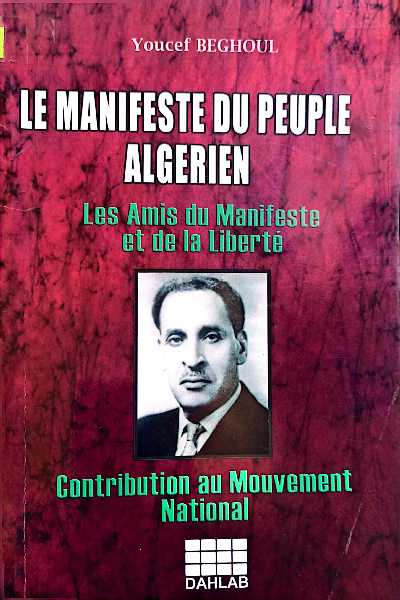 Youcef BEGHOUL
LE MANIFESTE DU PEUPLE
ALGERIEN
Les Amis du Manifeste
et de la Liberté
Contribution au Mouvement
National
DAHLAB